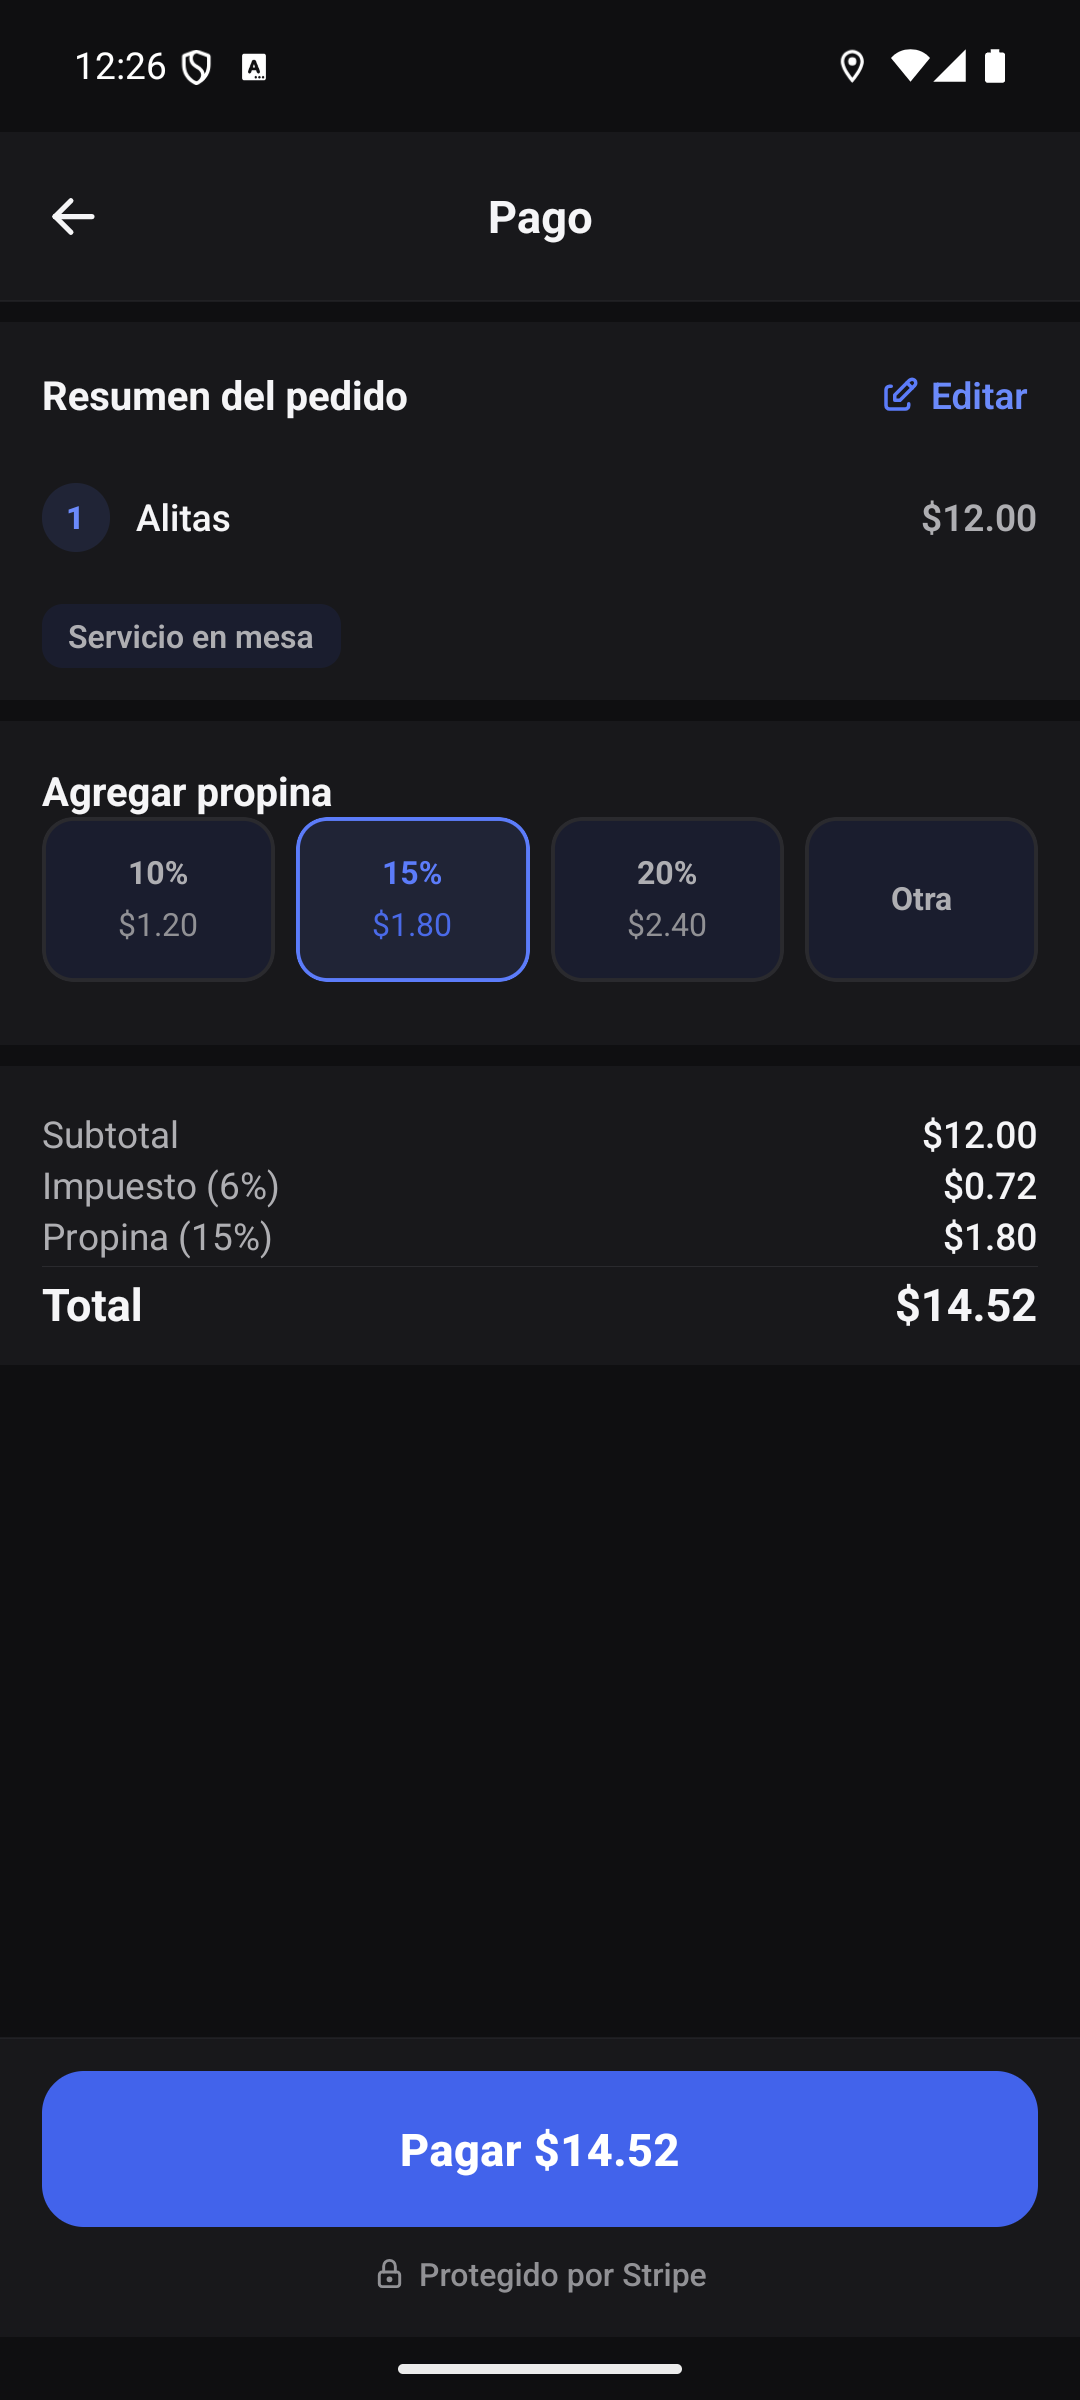 12:26
Pago
Resumen del pedido
Editar
1 Alitas $12.00
Servicio en mesa
Agregar propina
10% 15% 20% Otra
$1.20 $1.80 $2.40
Subtotal $12.00
Impuesto (6%) $0.72
Propina (15%) $1.80
Total $14.52
Pagar $14.52
Protegido por Stripe